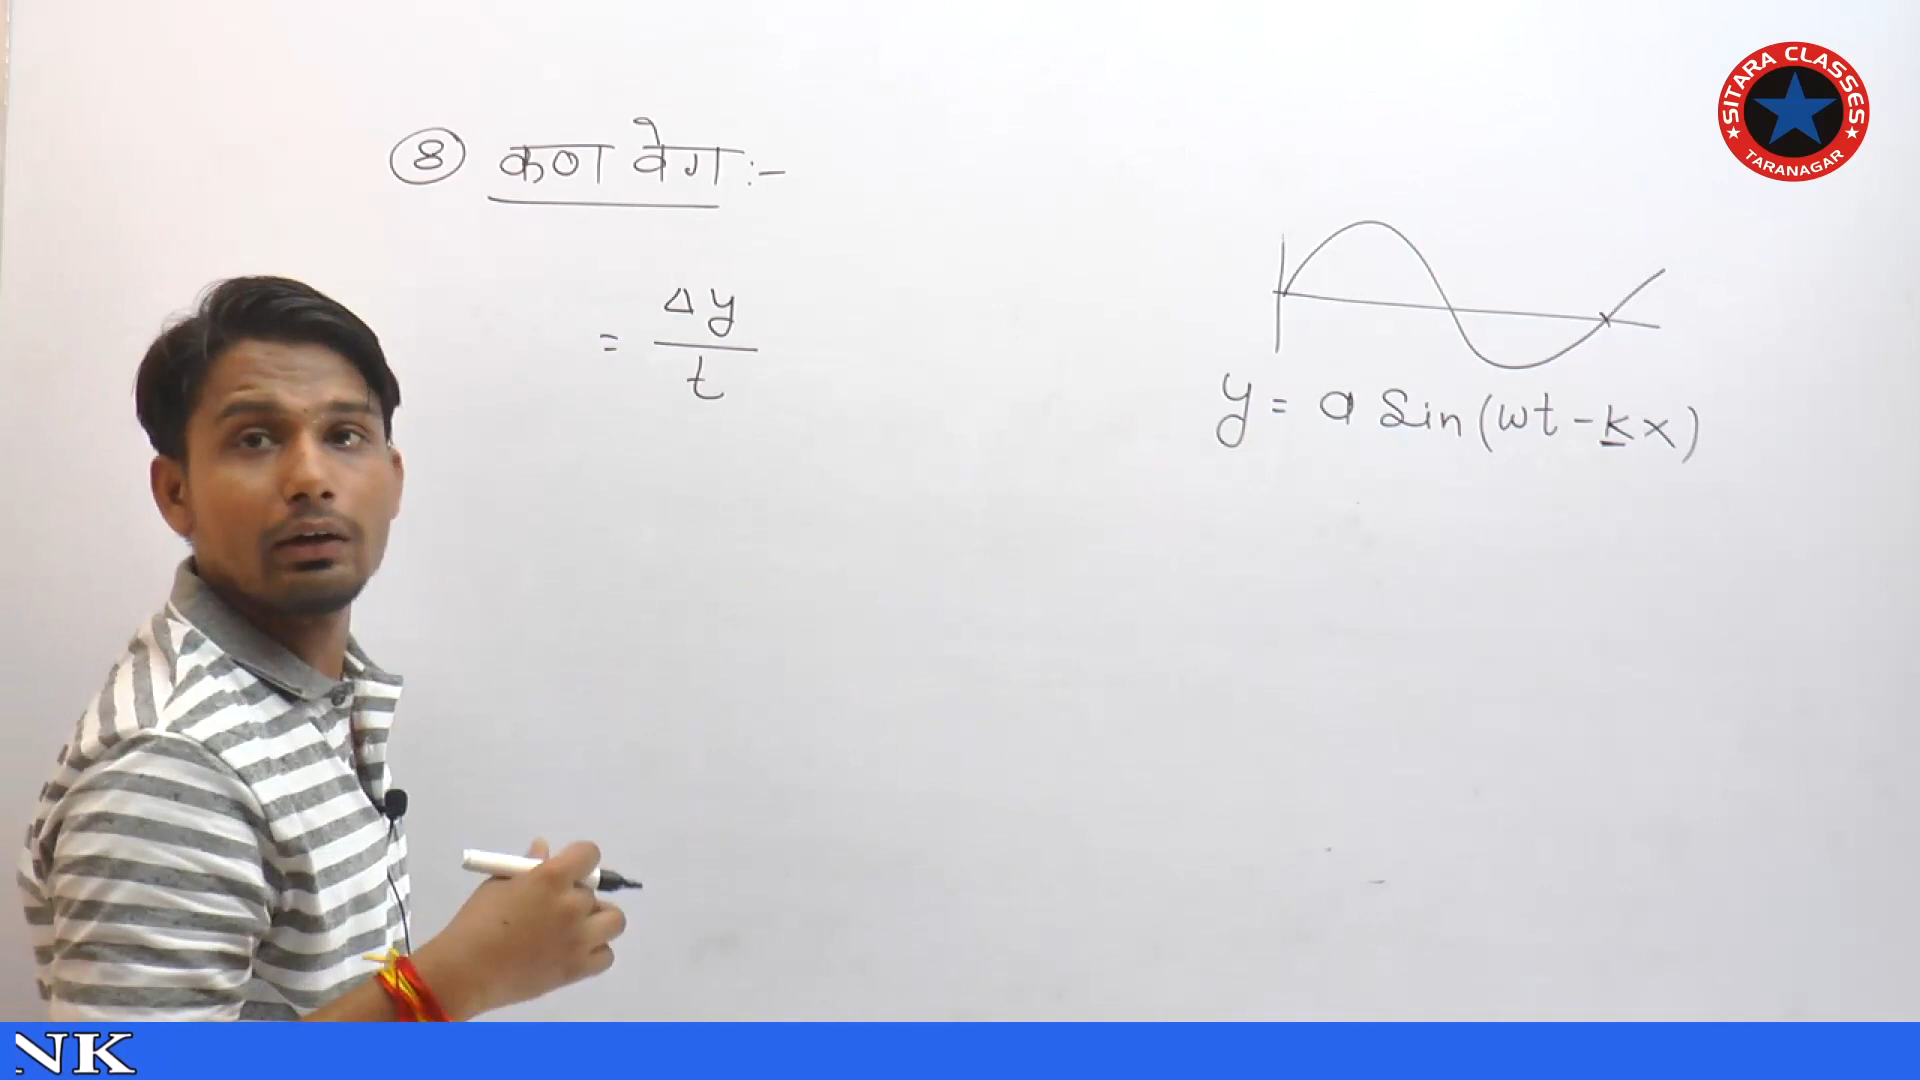 ⑧ कण वेग :-
= Δy / t
y = a Sin (ωt - kx)
SITARA CLASSES
TARANAGAR
NK